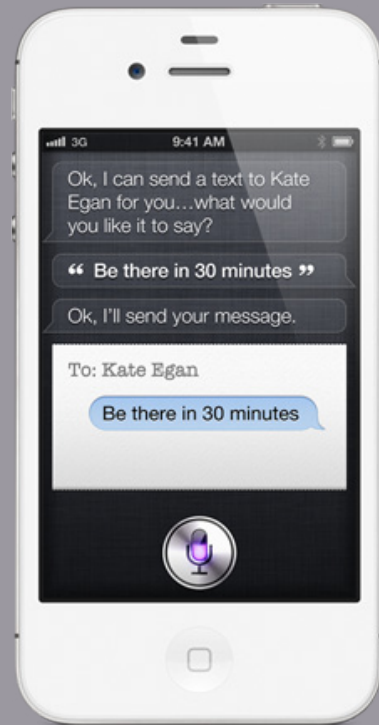 3G 9:41 AM
Ok, I can send a text to Kate
Egan for you…what would
you like it to say?
“ Be there in 30 minutes ”
Ok, I’ll send your message.
To: Kate Egan
Be there in 30 minutes